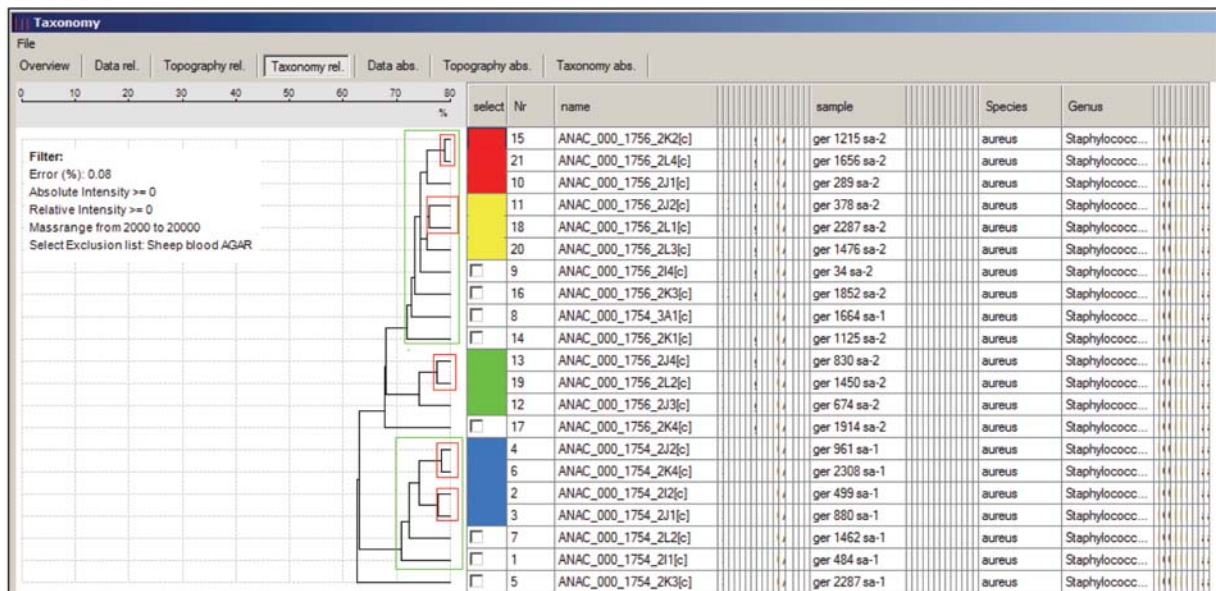 Taxonomy
File
Overview Data rel. Topography rel. Taxonomy rel. Data abs. Topography abs. Taxonomy abs.
0 10 20 30 40 50 60 70 80
%
select Nr name sample Species Genus
Filter:
Error (%): 0.08
Absolute Intensity >= 0
Relative Intensity >= 0
Massrange from 2000 to 20000
Select Exclusion list: Sheep blood AGAR
15 ANAC_000_1756_2K2[c] ger 1215 sa-2 aureus Staphylococc...
21 ANAC_000_1756_2L4[c] ger 1656 sa-2 aureus Staphylococc...
10 ANAC_000_1756_2J1[c] ger 289 sa-2 aureus Staphylococc...
11 ANAC_000_1756_2J2[c] ger 378 sa-2 aureus Staphylococc...
18 ANAC_000_1756_2L1[c] ger 2287 sa-2 aureus Staphylococc...
20 ANAC_000_1756_2L3[c] ger 1476 sa-2 aureus Staphylococc...
9 ANAC_000_1756_2I4[c] ger 34 sa-2 aureus Staphylococc...
16 ANAC_000_1756_2K3[c] ger 1852 sa-2 aureus Staphylococc...
8 ANAC_000_1754_3A1[c] ger 1664 sa-1 aureus Staphylococc...
14 ANAC_000_1756_2K1[c] ger 1125 sa-2 aureus Staphylococc...
13 ANAC_000_1756_2J4[c] ger 830 sa-2 aureus Staphylococc...
19 ANAC_000_1756_2L2[c] ger 1450 sa-2 aureus Staphylococc...
12 ANAC_000_1756_2J3[c] ger 674 sa-2 aureus Staphylococc...
17 ANAC_000_1756_2K4[c] ger 1914 sa-2 aureus Staphylococc...
4 ANAC_000_1754_2J2[c] ger 961 sa-1 aureus Staphylococc...
6 ANAC_000_1754_2K4[c] ger 2308 sa-1 aureus Staphylococc...
2 ANAC_000_1754_2I2[c] ger 499 sa-1 aureus Staphylococc...
3 ANAC_000_1754_2J1[c] ger 880 sa-1 aureus Staphylococc...
7 ANAC_000_1754_2L2[c] ger 1462 sa-1 aureus Staphylococc...
1 ANAC_000_1754_2I1[c] ger 484 sa-1 aureus Staphylococc...
5 ANAC_000_1754_2K3[c] ger 2287 sa-1 aureus Staphylococc...